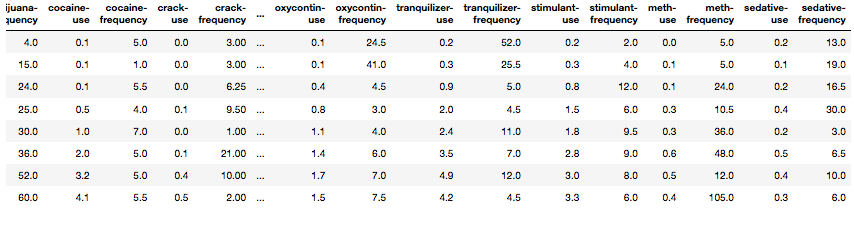 ijuana- cocaine- cocaine- crack- crack- ... oxycontin- oxycontin- tranquilizer- tranquilizer- stimulant- stimulant- meth- meth- sedative- sedative-
quency use frequency use frequency use frequency use frequency use frequency use frequency use frequency
4.0 0.1 5.0 0.0 3.00 ... 0.1 24.5 0.2 52.0 0.2 2.0 0.0 5.0 0.2 13.0
15.0 0.1 1.0 0.0 3.00 ... 0.1 41.0 0.3 25.5 0.3 4.0 0.1 5.0 0.1 19.0
24.0 0.1 5.5 0.0 6.25 ... 0.4 4.5 0.9 5.0 0.8 12.0 0.1 24.0 0.2 16.5
25.0 0.5 4.0 0.1 9.50 ... 0.8 3.0 2.0 4.5 1.5 6.0 0.3 10.5 0.4 30.0
30.0 1.0 7.0 0.0 1.00 ... 1.1 4.0 2.4 11.0 1.8 9.5 0.3 36.0 0.2 3.0
36.0 2.0 5.0 0.1 21.00 ... 1.4 6.0 3.5 7.0 2.8 9.0 0.6 48.0 0.5 6.5
52.0 3.2 5.0 0.4 10.00 ... 1.7 7.0 4.9 12.0 3.0 8.0 0.5 12.0 0.4 10.0
60.0 4.1 5.5 0.5 2.00 ... 1.5 7.5 4.2 4.5 3.3 6.0 0.4 105.0 0.3 6.0